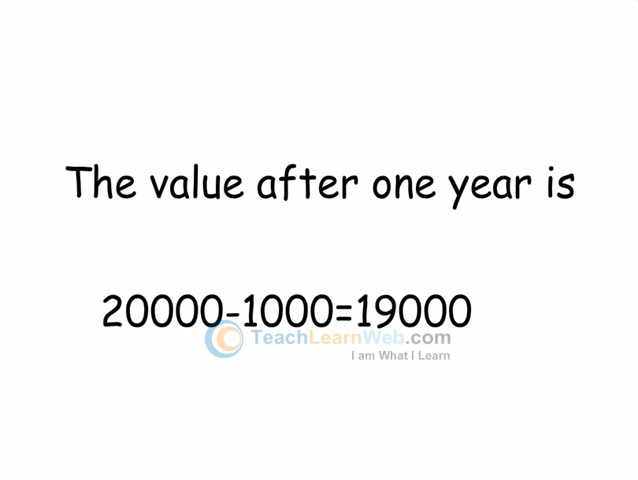 The value after one year is
20000-1000=19000
TeachLearnWeb.com
I am What I Learn